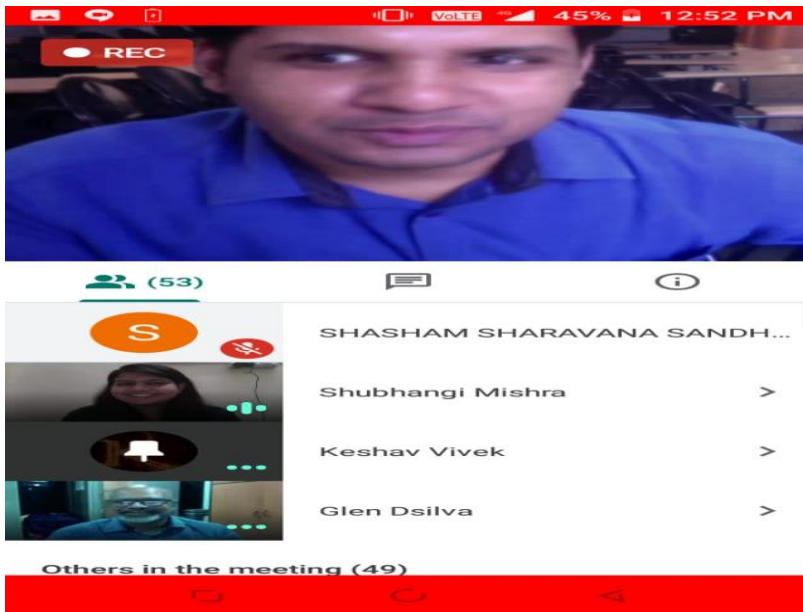 VoLTE 4G 45% 12:52 PM
REC
(53)
S
SHASHAM SHARAVANA SANDH...
Shubhangi Mishra
Keshav Vivek
Glen Dsilva
Others in the meeting (49)